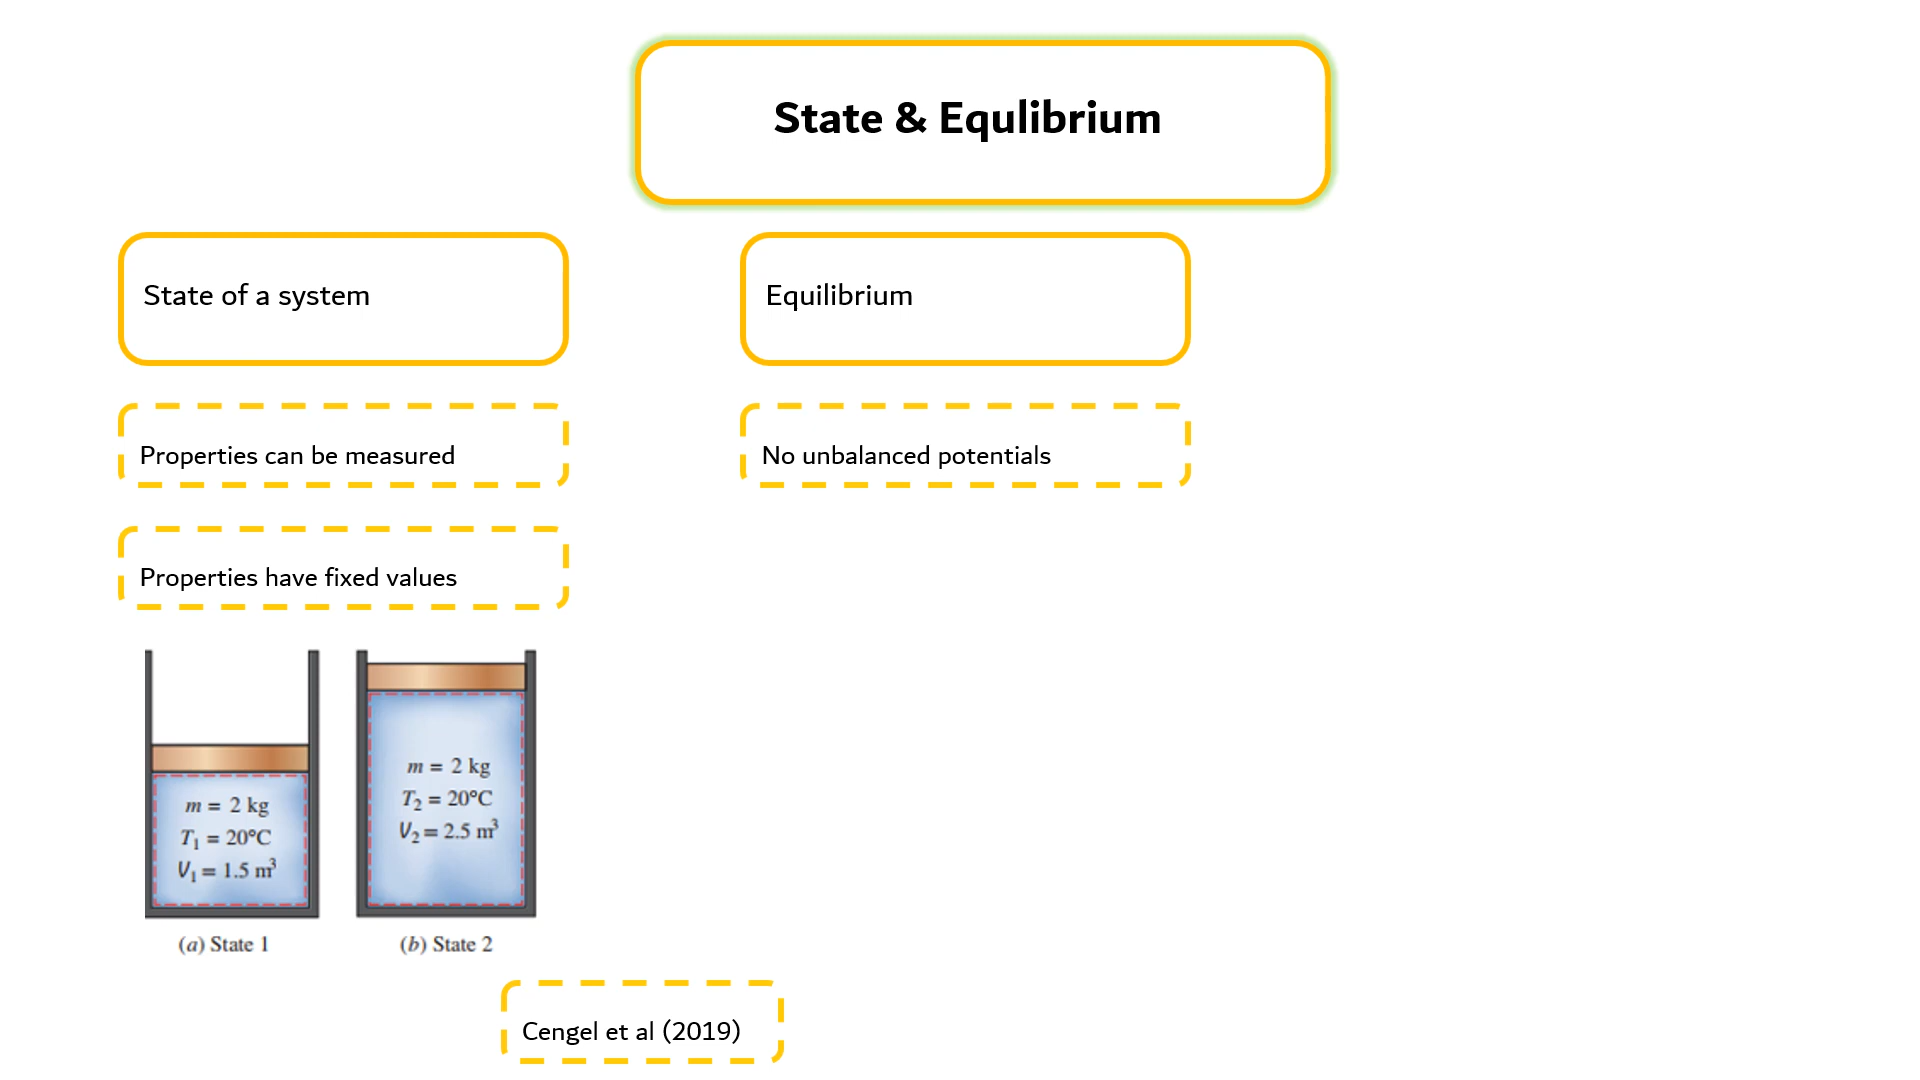 State & Equlibrium
State of a system
Equilibrium
Properties can be measured
No unbalanced potentials
Properties have fixed values
m = 2 kg
T₁ = 20°C
V₁ = 1.5 m³
(a) State 1
m = 2 kg
T₂ = 20°C
V₂ = 2.5 m³
(b) State 2
Cengel et al (2019)